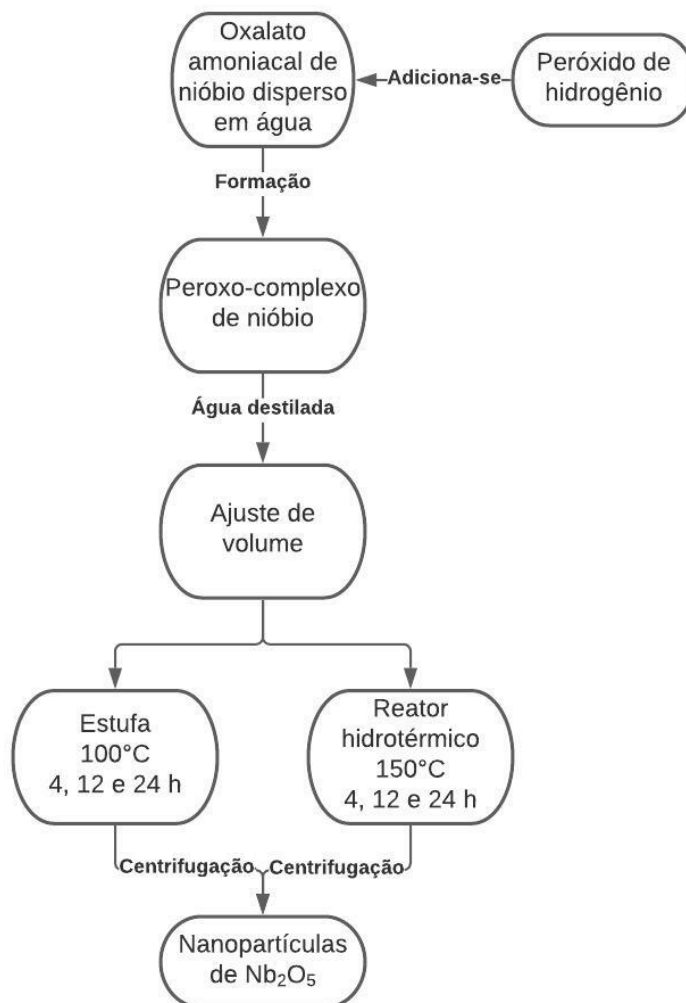 Oxalato
amoniacal de
nióbio disperso
em água
Adiciona-se
Peróxido de
hidrogênio
Formação
Peroxo-complexo
de nióbio
Água destilada
Ajuste de
volume
Estufa
100°C
4, 12 e 24 h
Reator
hidrotérmico
150°C
4, 12 e 24 h
Centrifugação
Centrifugação
Nanopartículas
de Nb₂O₅